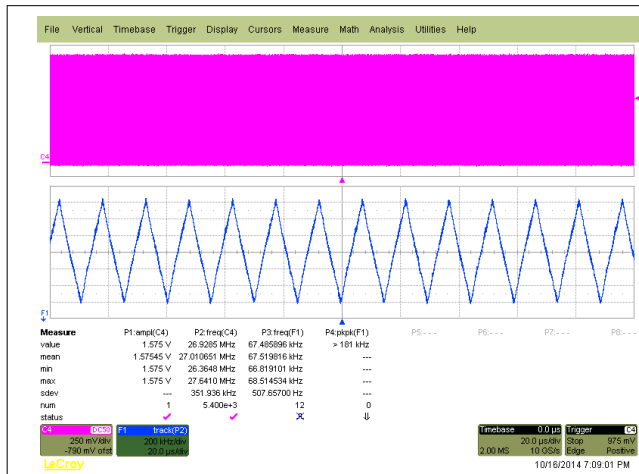 File Vertical Timebase Trigger Display Cursors Measure Math Analysis Utilities Help
C4
F1
Measure P1:ampl(C4) P2:freq(C4) P3:freq(F1) P4:pkpk(F1) P5:--- P6:--- P7:--- P8:---
value 1.575 V 26.9285 MHz 67.485896 kHz > 181 kHz
mean 1.57545 V 27.010651 MHz 67.519816 kHz ---
min 1.575 V 26.3648 MHz 66.819101 kHz ---
max 1.575 V 27.6410 MHz 68.514534 kHz ---
sdev --- 351.936 kHz 507.65700 Hz ---
num 1 5.400e+3 12 0
status
C4 DC50 F1 track(P2) Timebase 0.0 µs Trigger C4
250 mV/div 200 kHz/div 20.0 µs/div Stop 975 mV
-790 mV ofst 20.0 µs/div 2.00 MS 10 GS/s Edge Positive
LeCroy 10/16/2014 7:09:01 PM